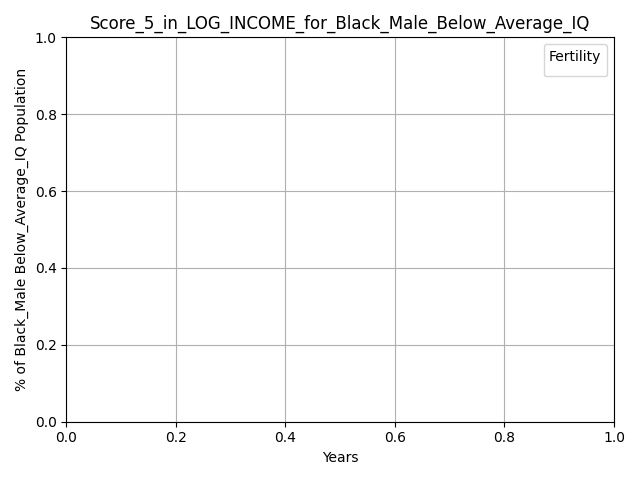 Score_5_in_LOG_INCOME_for_Black_Male_Below_Average_IQ
Fertility
% of Black_Male Below_Average_IQ Population
1.0
0.8
0.6
0.4
0.2
0.0
0.0 0.2 0.4 0.6 0.8 1.0
Years